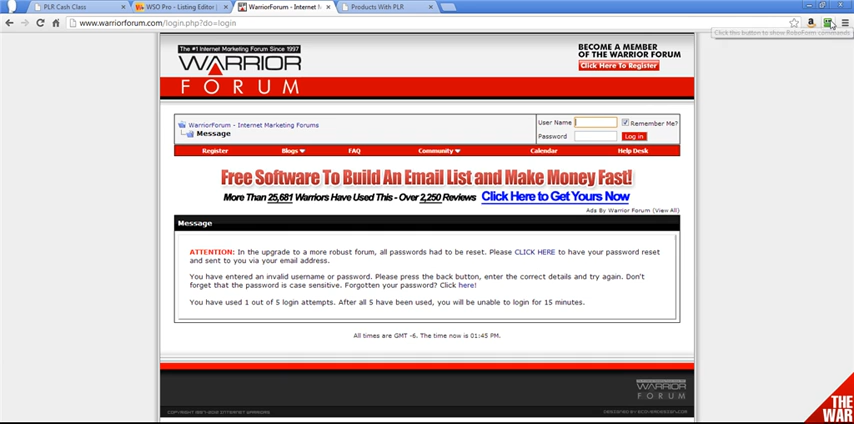 PLR Cash Class
WSO Pro - Listing Editor |
WarriorForum - Internet M
Products With PLR
www.warriorforum.com/login.php?do=login
Click this button to show RoboForm commands
The #1 Internet Marketing Forum Since 1997
WARRIOR
FORUM
BECOME A MEMBER
OF THE WARRIOR FORUM
Click Here To Register
WarriorForum - Internet Marketing Forums
Message
User Name
Remember Me?
Password
Log in
Register
Blogs
FAQ
Community
Calendar
Help Desk
Free Software To Build An Email List and Make Money Fast!
More Than 25,681 Warriors Have Used This - Over 2,250 Reviews Click Here to Get Yours Now
Ads By Warrior Forum (View All)
Message
ATTENTION: In the upgrade to a more robust forum, all passwords had to be reset. Please CLICK HERE to have your password reset
and sent to you via your email address.
You have entered an invalid username or password. Please press the back button, enter the correct details and try again. Don't
forget that the password is case sensitive. Forgotten your password? Click here!
You have used 1 out of 5 login attempts. After all 5 have been used, you will be unable to login for 15 minutes.
All times are GMT -6. The time now is 01:45 PM.
WARRIOR
FORUM
THE
WAR